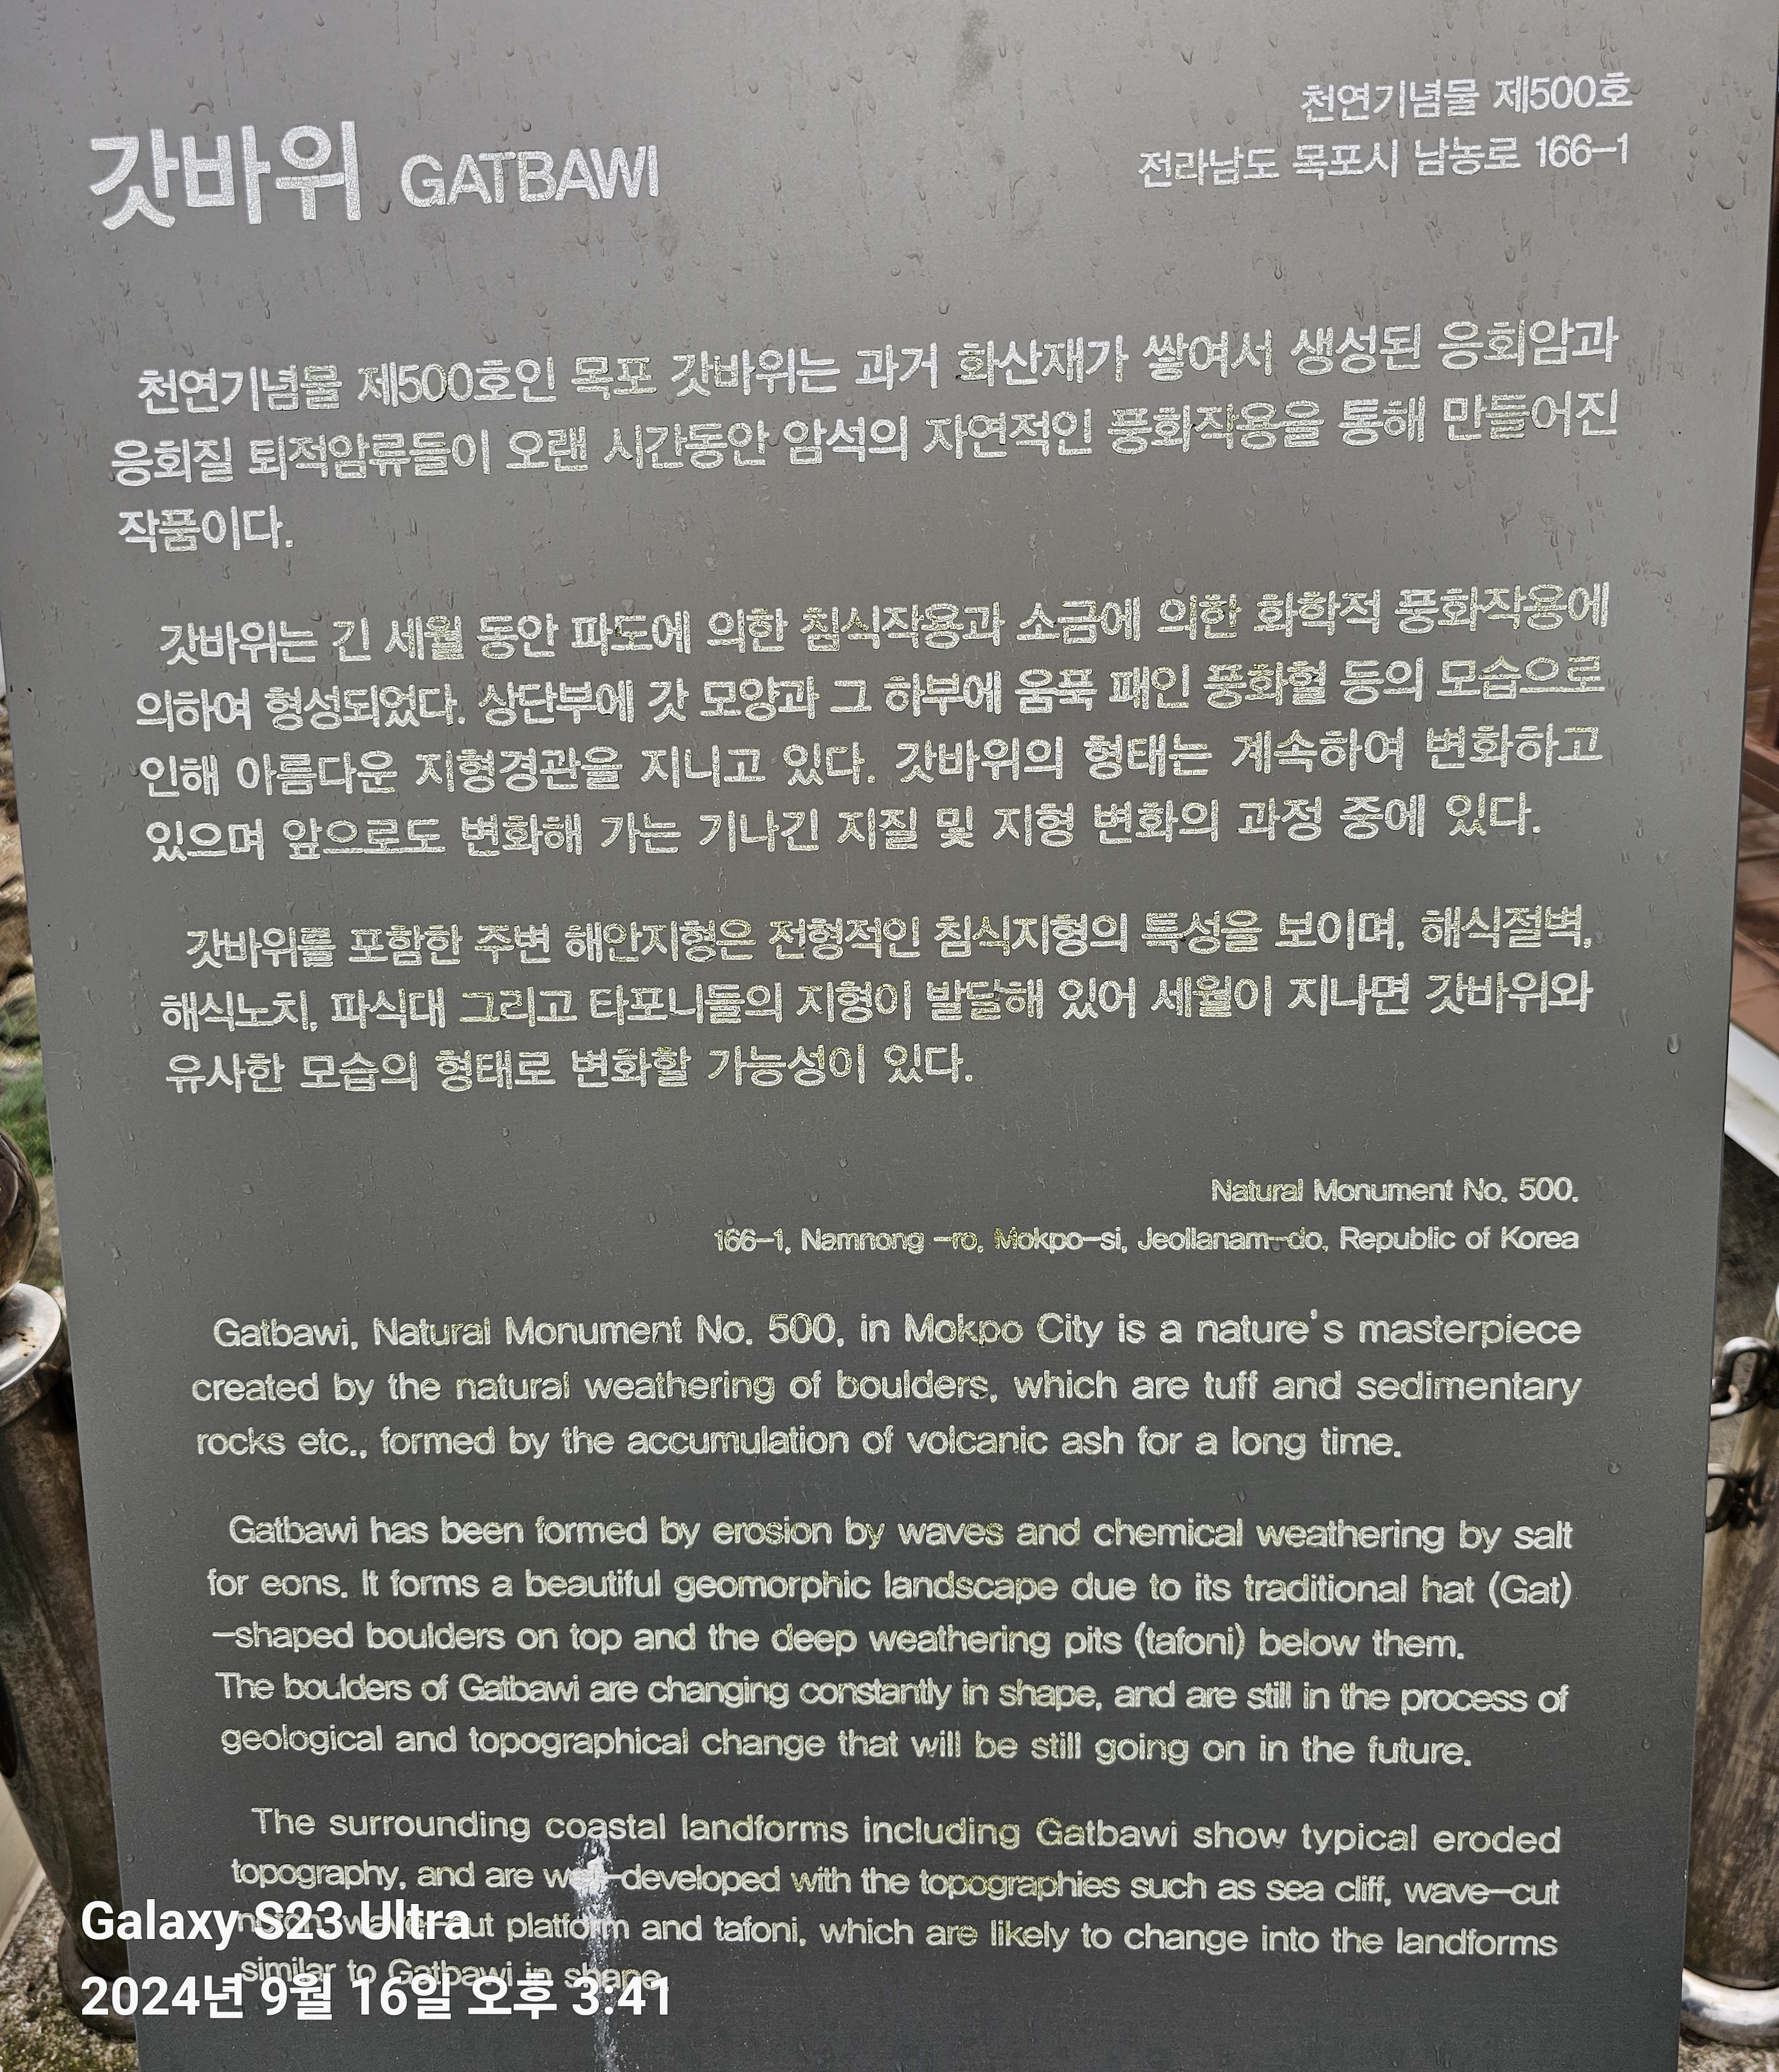 천연기념물 제500호
전라남도 목포시 남농로 166-1
갓바위 GATBAWI
천연기념물 제500호인 목포 갓바위는 과거 화산재가 쌓여서 생성된 응회암과
응회질 퇴적암류들이 오랜 시간동안 암석의 자연적인 풍화작용을 통해 만들어진
작품이다.
갓바위는 긴 세월 동안 파도에 의한 침식작용과 소금에 의한 화학적 풍화작용에
의하여 형성되었다. 상단부에 갓 모양과 그 하부에 움푹 패인 풍화혈 등의 모습으로
인해 아름다운 지형경관을 지니고 있다. 갓바위의 형태는 계속하여 변화하고
있으며 앞으로도 변화해 가는 기나긴 지질 및 지형 변화의 과정 중에 있다.
갓바위를 포함한 주변 해안지형은 전형적인 침식지형의 특성을 보이며, 해식절벽,
해식노치, 파식대 그리고 타포니들의 지형이 발달해 있어 세월이 지나면 갓바위와
유사한 모습의 형태로 변화할 가능성이 있다.
Natural Monument No. 500.
166-1, Namnong -ro, Mokpo-si, Jeollanam-do, Republic of Korea
Gatbawi, Natural Monument No. 500, in Mokpo City is a nature's masterpiece
created by the natural weathering of boulders, which are tuff and sedimentary
rocks etc., formed by the accumulation of volcanic ash for a long time.
Gatbawi has been formed by erosion by waves and chemical weathering by salt
for eons. It forms a beautiful geomorphic landscape due to its traditional hat (Gat)
-shaped boulders on top and the deep weathering pits (tafoni) below them.
The boulders of Gatbawi are changing constantly in shape, and are still in the process of
geological and topographical change that will be still going on in the future.
The surrounding coastal landforms including Gatbawi show typical eroded
topography, and are well-developed with the topographies such as sea cliff, wave-cut
notch, wave-cut platform and tafoni, which are likely to change into the landforms
similar to Gatbawi in shape.
Galaxy S23 Ultra
2024년 9월 16일 오후 3:41